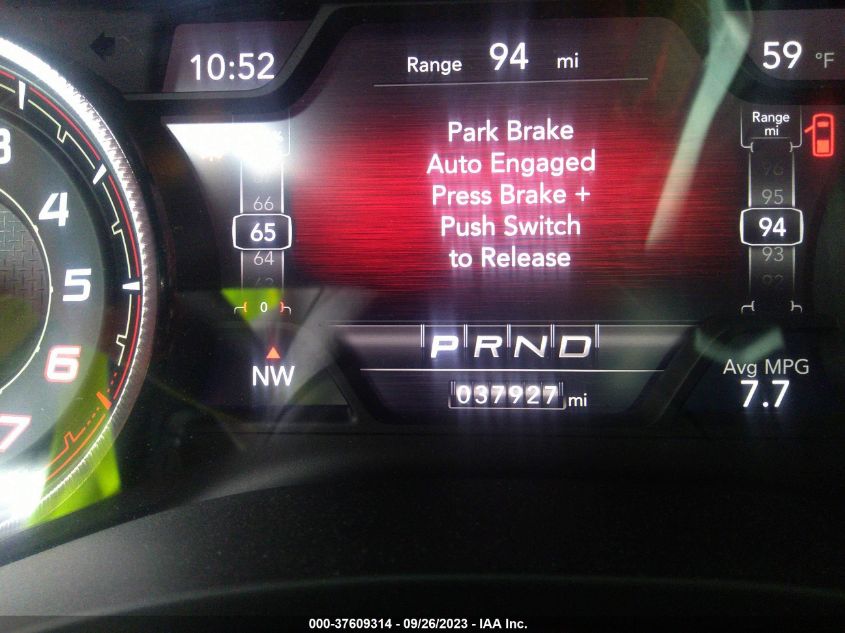 10:52
Range 94 mi
59 °F
Park Brake
Auto Engaged
Press Brake +
Push Switch
to Release
Range
mi
66
65
64
0
95
94
93
92
3
4
5
6
7
PRND
NW
037927 mi
Avg MPG
7.7
000-37609314 - 09/26/2023 - IAA Inc.